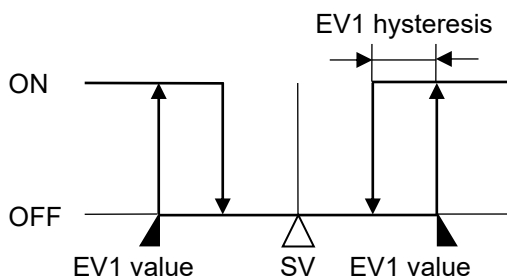 EV1 hysteresis
ON
OFF
EV1 value SV EV1 value